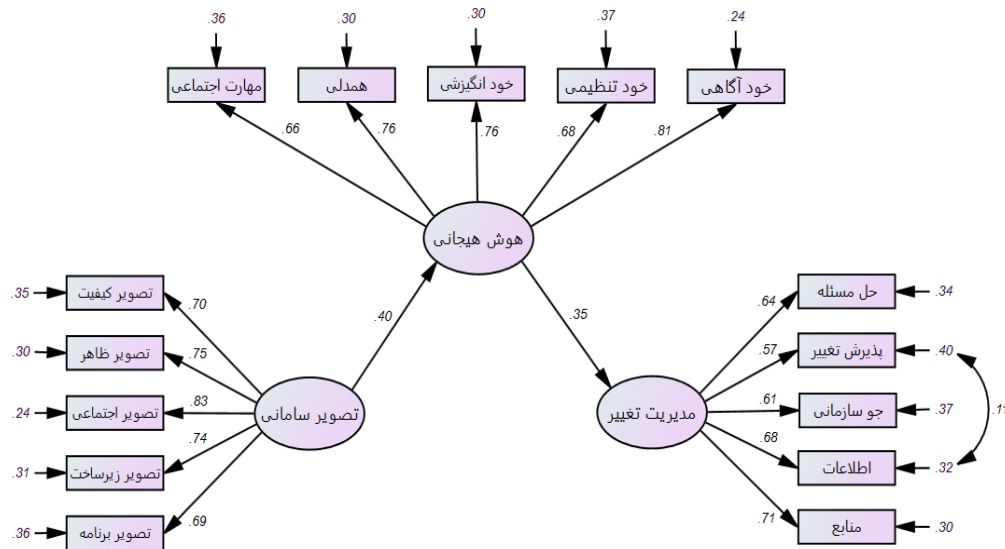 .36 .30 .30 .37 .24
مهارت اجتماعی همدلی خود انگیزشی خود تنظیمی خود آگاهی
.66 .76 .76 .68 .81
هوش هیجانی
.40 .35
تصویر سامانی
.35 تصویر کیفیت .70
.30 تصویر ظاهر .75
.24 تصویر اجتماعی .83
.31 تصویر زیرساخت .74
.36 تصویر برنامه .69
مدیریت تغییر
.64 حل مسئله .34
.57 پذیرش تغییر .40
.61 جو سازمانی .37
.68 اطلاعات .32
.71 منابع .30